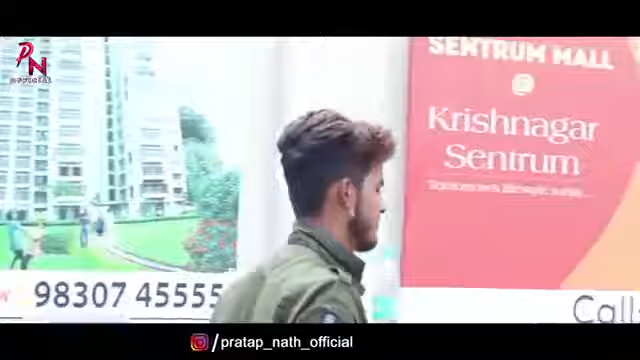 PN
OFFICIAL
SENTRUM MALL
@
Krishnagar
Sentrum
98307 45555
Call:
/pratap_nath_official